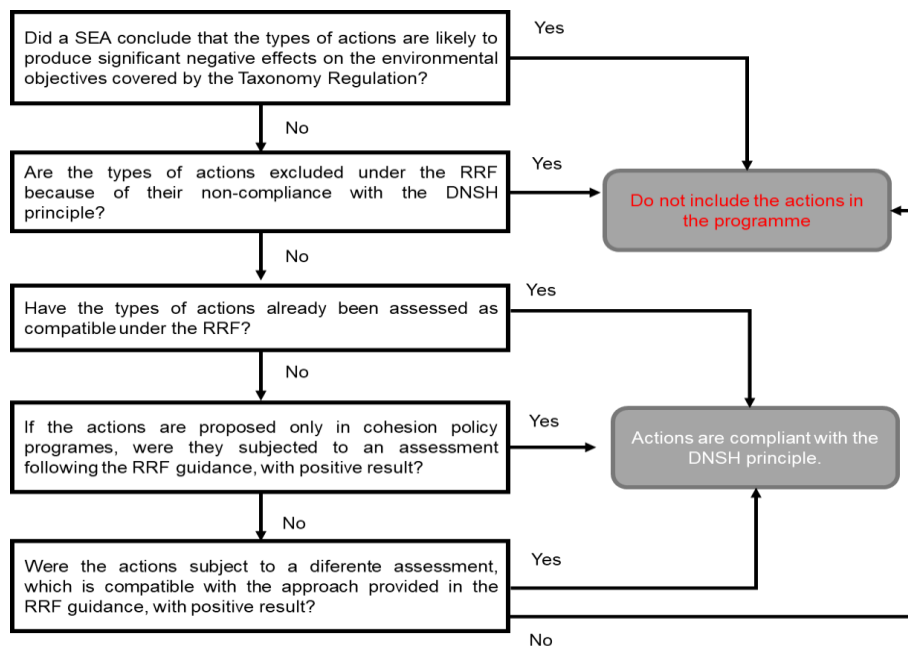 Did a SEA conclude that the types of actions are likely to
produce significant negative effects on the environmental
objectives covered by the Taxonomy Regulation?
Yes
No
Are the types of actions excluded under the RRF
because of their non-compliance with the DNSH
principle?
Yes
Do not include the actions in
the programme
No
Have the types of actions already been assessed as
compatible under the RRF?
Yes
No
If the actions are proposed only in cohesion policy
programes, were they subjected to an assessment
following the RRF guidance, with positive result?
Yes
Actions are compliant with the
DNSH principle.
No
Were the actions subject to a diferente assessment,
which is compatible with the approach provided in the
RRF guidance, with positive result?
Yes
No